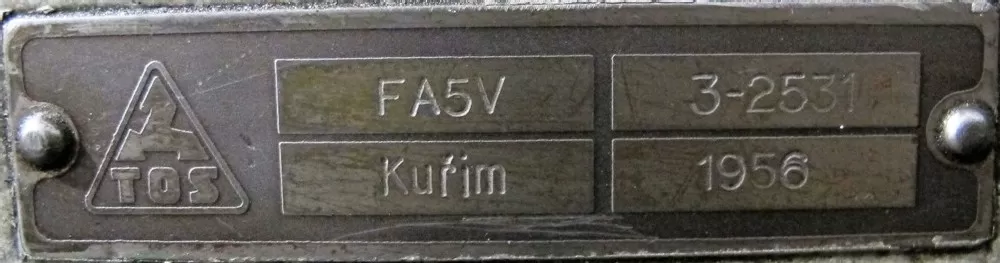 TOS
FA5V
3-2531
Kuřim
1956